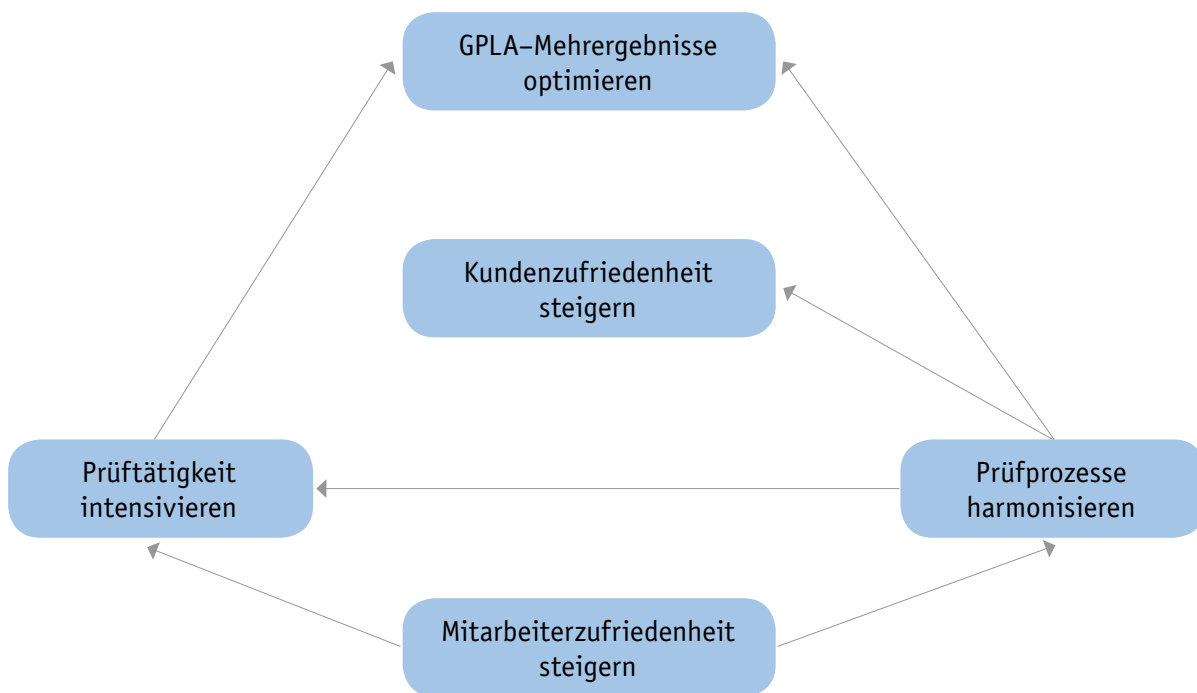 GPLA–Mehrergebnisse
optimieren
Kundenzufriedenheit
steigern
Prüftätigkeit
intensivieren
Prüfprozesse
harmonisieren
Mitarbeiterzufriedenheit
steigern